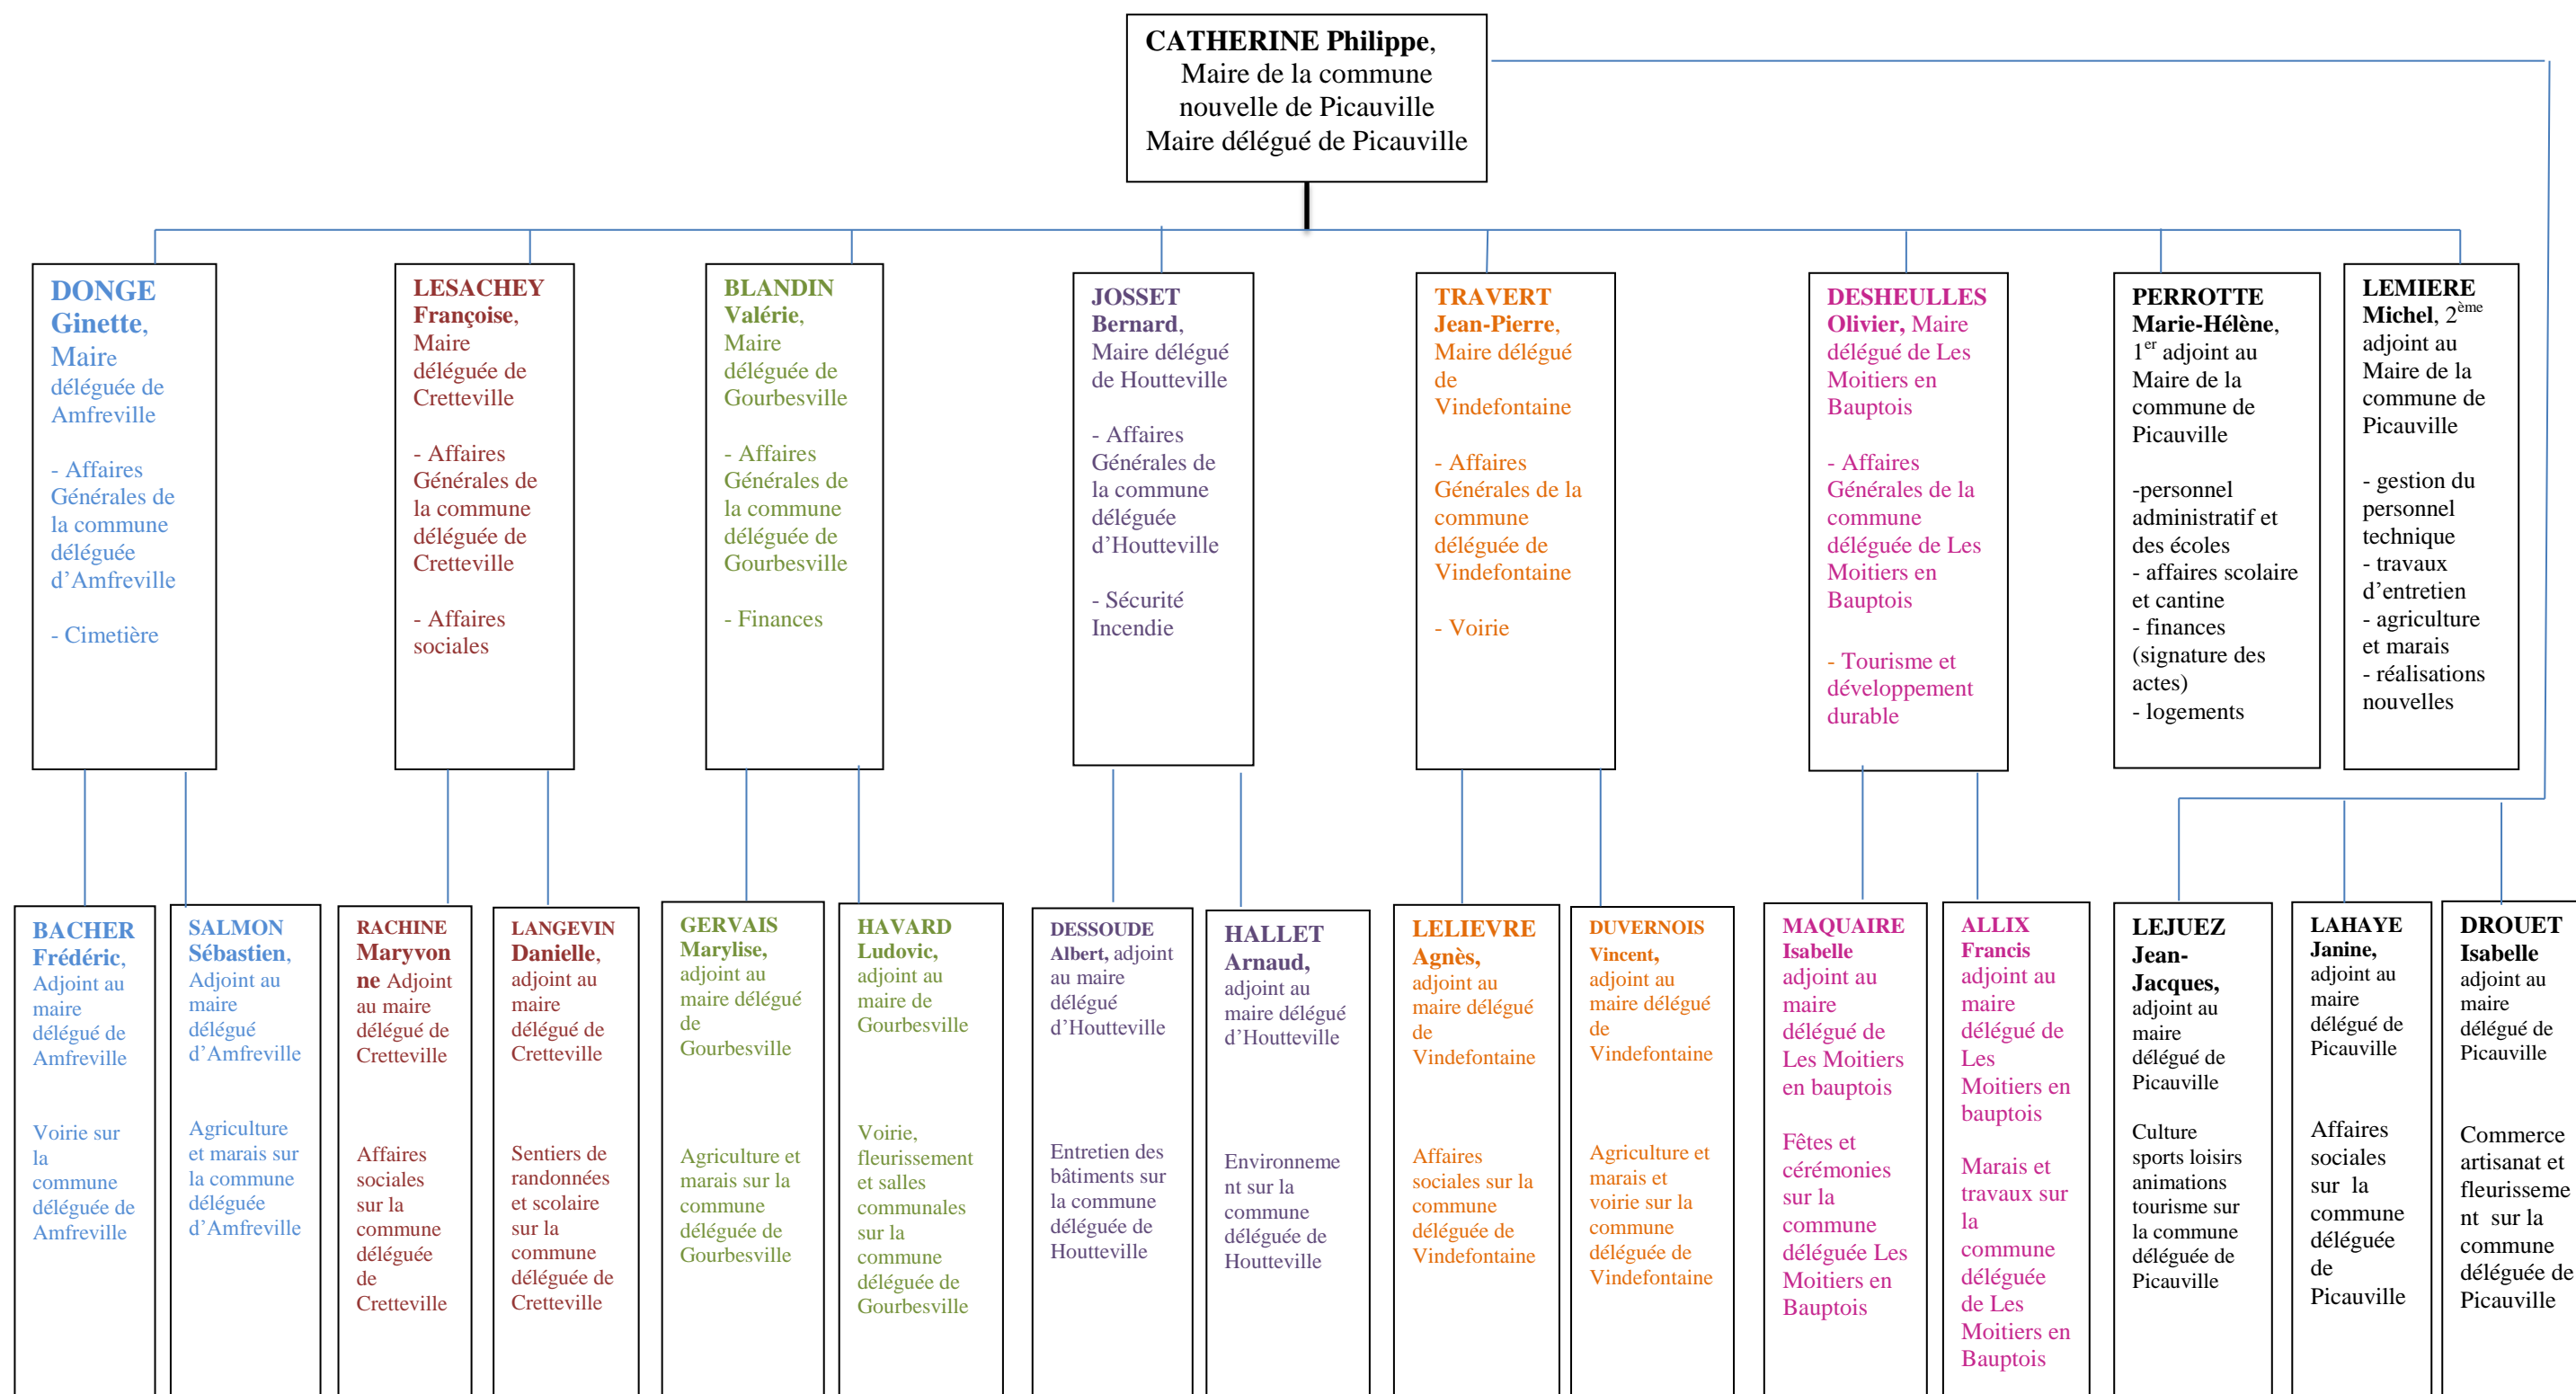 CATHERINE Philippe,
Maire de la commune
nouvelle de Picauville
Maire délégué de Picauville
DONGE
Ginette,
Maire
déléguée de
Amfreville
- Affaires
Générales de
la commune
déléguée
d’Amfreville
- Cimetière
LESACHEY
Françoise,
Maire
déléguée de
Cretteville
- Affaires
Générales de
la commune
déléguée de
Cretteville
- Affaires
sociales
BLANDIN
Valérie,
Maire
déléguée de
Gourbesville
- Affaires
Générales de
la commune
déléguée de
Gourbesville
- Finances
JOSSET
Bernard,
Maire délégué
de Houtteville
- Affaires
Générales de
la commune
déléguée
d’Houtteville
- Sécurité
Incendie
TRAVERT
Jean-Pierre,
Maire délégué
de
Vindefontaine
- Affaires
Générales de la
commune
déléguée de
Vindefontaine
- Voirie
DESHEULLES
Olivier, Maire
délégué de Les
Moitiers en
Bauptois
- Affaires
Générales de la
commune
déléguée de Les
Moitiers en
Bauptois
- Tourisme et
développement
durable
PERROTTE
Marie-Hélène,
1er adjoint au
Maire de la
commune de
Picauville
-personnel
administratif et
des écoles
- affaires scolaire
et cantine
- finances
(signature des
actes)
- logements
LEMIERE
Michel, 2ème
adjoint au
Maire de la
commune de
Picauville
- gestion du
personnel
technique
- travaux
d’entretien
- agriculture
et marais
- réalisations
nouvelles
BACHER
Frédéric,
Adjoint au
maire
délégué de
Amfreville
Voirie sur
la
commune
déléguée de
Amfreville
SALMON
Sébastien,
Adjoint au
maire
délégué
d’Amfreville
Agriculture
et marais sur
la commune
déléguée
d’Amfreville
RACHINE
Maryvon
ne Adjoint
au maire
délégué de
Cretteville
Affaires
sociales
sur la
commune
déléguée
de
Cretteville
LANGEVIN
Danielle,
adjoint au
maire
délégué de
Cretteville
Sentiers de
randonnées
et scolaire
sur la
commune
déléguée de
Cretteville
GERVAIS
Marylise,
adjoint au
maire délégué
de
Gourbesville
Agriculture et
marais sur la
commune
déléguée de
Gourbesville
HAVARD
Ludovic,
adjoint au
maire de
Gourbesville
Voirie,
fleurissement
et salles
communales
sur la
commune
déléguée de
Gourbesville
DESSOUDE
Albert, adjoint
au maire
délégué
d’Houtteville
Entretien des
bâtiments sur
la commune
déléguée de
Houtteville
HALLET
Arnaud,
adjoint au
maire délégué
d’Houtteville
Environneme
nt sur la
commune
déléguée de
Houtteville
LELIEVRE
Agnès,
adjoint au
maire délégué
de
Vindefontaine
Affaires
sociales sur la
commune
déléguée de
Vindefontaine
DUVERNOIS
Vincent,
adjoint au
maire délégué
de
Vindefontaine
Agriculture et
marais et
voirie sur la
commune
déléguée de
Vindefontaine
MAQUAIRE
Isabelle
adjoint au
maire
délégué de
Les Moitiers
en bauptois
Fêtes et
cérémonies
sur la
commune
déléguée Les
Moitiers en
Bauptois
ALLIX
Francis
adjoint au
maire
délégué de
Les
Moitiers en
bauptois
Marais et
travaux sur
la
commune
déléguée
de Les
Moitiers en
Bauptois
LEJUEZ
Jean-
Jacques,
adjoint au
maire
délégué de
Picauville
Culture
sports loisirs
animations
tourisme sur
la commune
déléguée de
Picauville
LAHAYE
Janine,
adjoint au
maire
délégué de
Picauville
Affaires
sociales
sur la
commune
déléguée
de
Picauville
DROUET
Isabelle
adjoint au
maire
délégué de
Picauville
Commerce
artisanat et
fleurisseme
nt sur la
commune
déléguée de
Picauville